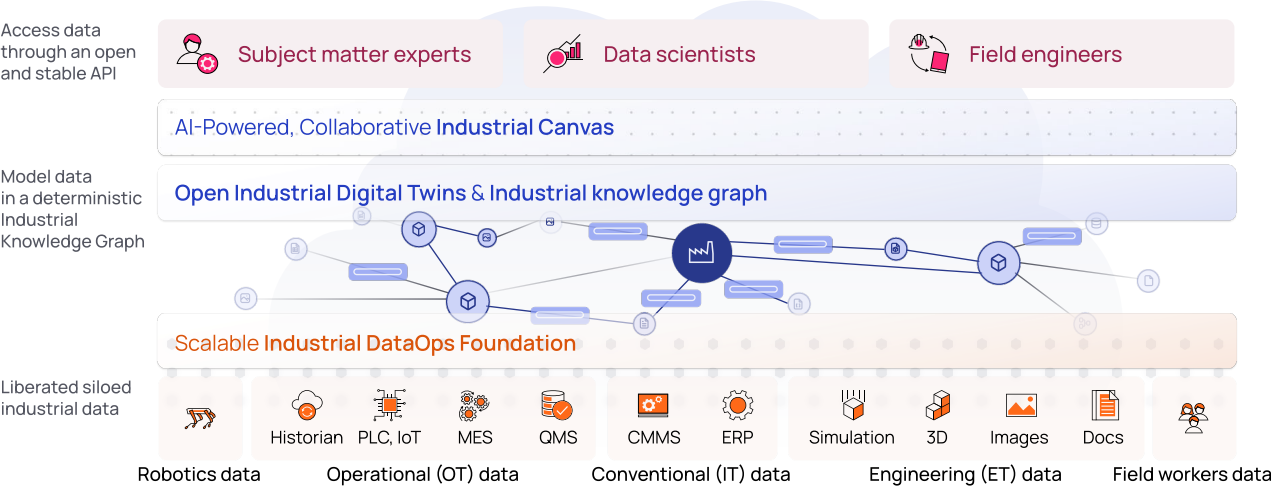 Access data
through an open
and stable API
Subject matter experts
Data scientists
Field engineers
AI-Powered, Collaborative Industrial Canvas
Model data
in a deterministic
Industrial
Knowledge Graph
Open Industrial Digital Twins & Industrial knowledge graph
Scalable Industrial DataOps Foundation
Liberated siloed
industrial data
Historian
PLC, IoT
MES
QMS
CMMS
ERP
Simulation
3D
Images
Docs
Robotics data
Operational (OT) data
Conventional (IT) data
Engineering (ET) data
Field workers data